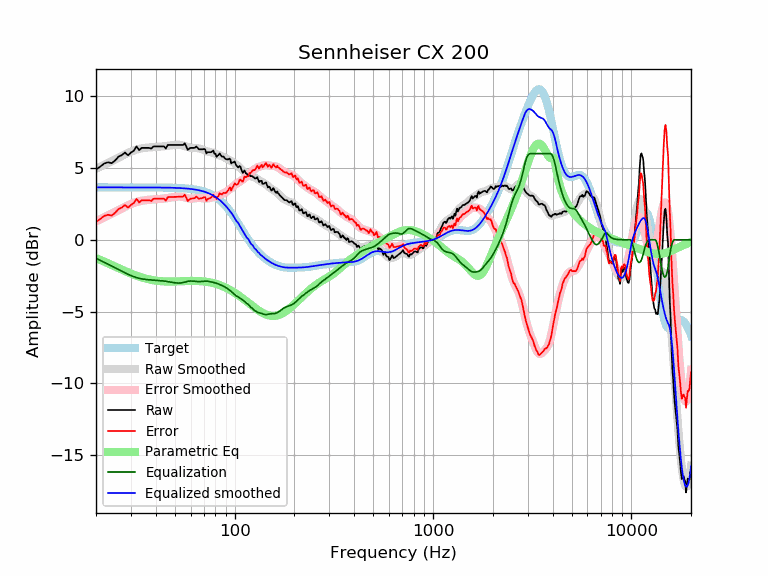 Sennheiser CX 200
Amplitude (dBr)
10
5
0
−5
−10
−15
Target
Raw Smoothed
Error Smoothed
Raw
Error
Parametric Eq
Equalization
Equalized smoothed
100
1000
10000
Frequency (Hz)